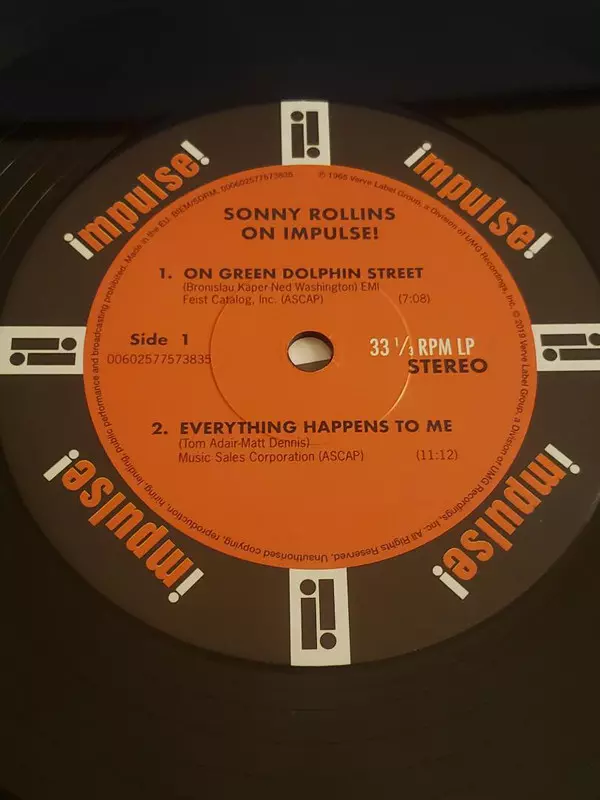 impulse!
impulse!
℗ 1965 Verve Label Group, a Division of UMG Recordings, Inc. © 2019 Verve Label Group, a Division of UMG Recordings, Inc. All Rights Reserved. Unauthorised copying, reproduction, hiring, lending, public performance and broadcasting prohibited. Made in the EU. BIEM/SDRM. 00602577573835
SONNY ROLLINS
ON IMPULSE!
1. ON GREEN DOLPHIN STREET
(Bronislau Kaper-Ned Washington) EMI
Feist Catalog, Inc. (ASCAP) (7:08)
Side 1
00602577573835
33 1/3 RPM LP
STEREO
2. EVERYTHING HAPPENS TO ME
(Tom Adair-Matt Dennis)
Music Sales Corporation (ASCAP) (11:12)
impulse!
impulse!